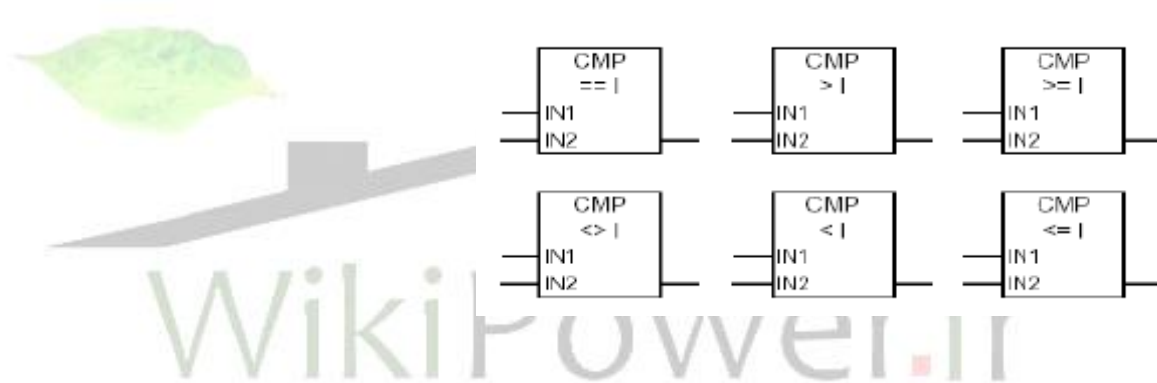 CMP CMP CMP
== I > I >= I
IN1 IN1 IN1
IN2 IN2 IN2
CMP CMP CMP
<> I < I <= I
IN1 IN1 IN1
IN2 IN2 IN2
WikiPower.ir